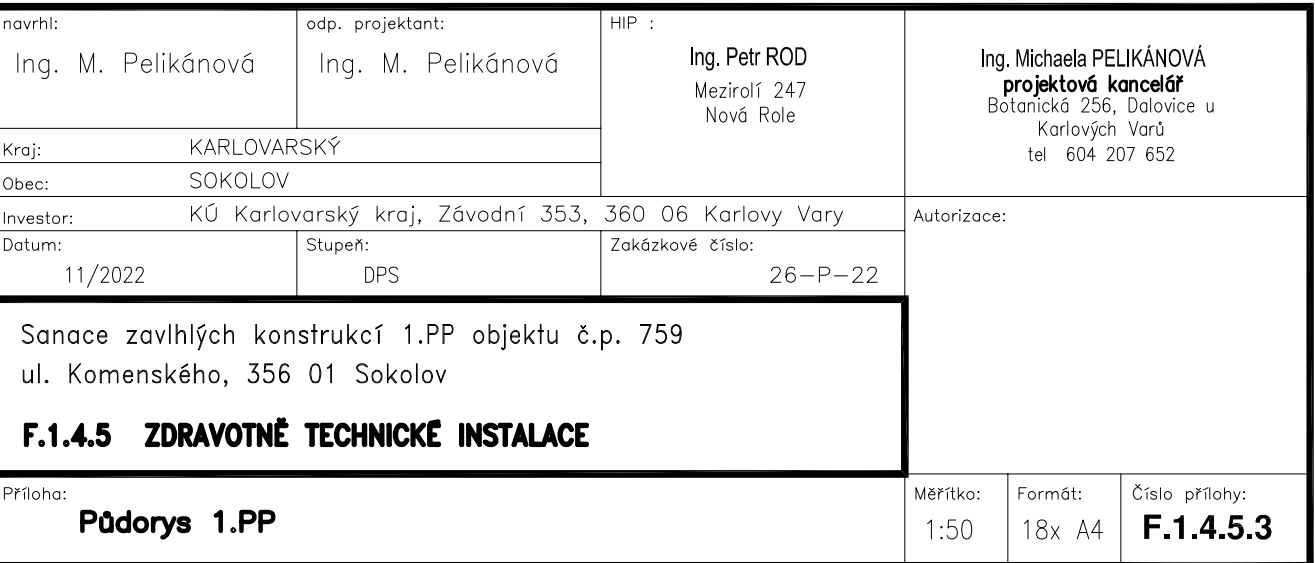 navrhl:
Ing. M. Pelikánová
odp. projektant:
Ing. M. Pelikánová
HIP :
Ing. Petr ROD
Mezirolí 247
Nová Role
Ing. Michaela PELIKÁNOVÁ
projektová kancelář
Botanická 256, Dalovice u
Karlových Varů
tel 604 207 652
Kraj: KARLOVARSKÝ
Obec: SOKOLOV
Investor: KÚ Karlovarský kraj, Závodní 353, 360 06 Karlovy Vary
Autorizace:
Datum:
11/2022
Stupeň:
DPS
Zakázkové číslo:
26-P-22
Sanace zavlhlých konstrukcí 1.PP objektu č.p. 759
ul. Komenského, 356 01 Sokolov
F.1.4.5 ZDRAVOTNĚ TECHNICKÉ INSTALACE
Příloha:
Půdorys 1.PP
Měřítko:
1:50
Formát:
18x A4
Číslo přílohy:
F.1.4.5.3